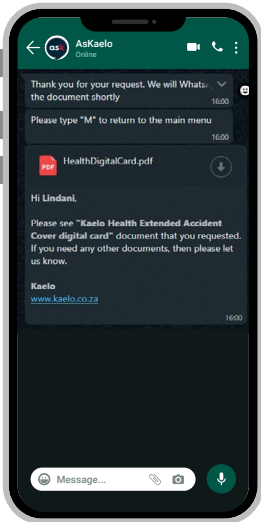 ask
AsKaelo
Online
Thank you for your request. We will Whats
the document shortly
16:00
Please type "M" to return to the main menu
16:00
PDF
HealthDigitalCard.pdf
Hi Lindani,
Please see "Kaelo Health Extended Accident
Cover digital card" document that you requested.
If you need any other documents, then please let
us know.
Kaelo
www.kaelo.co.za
16:00
Message...